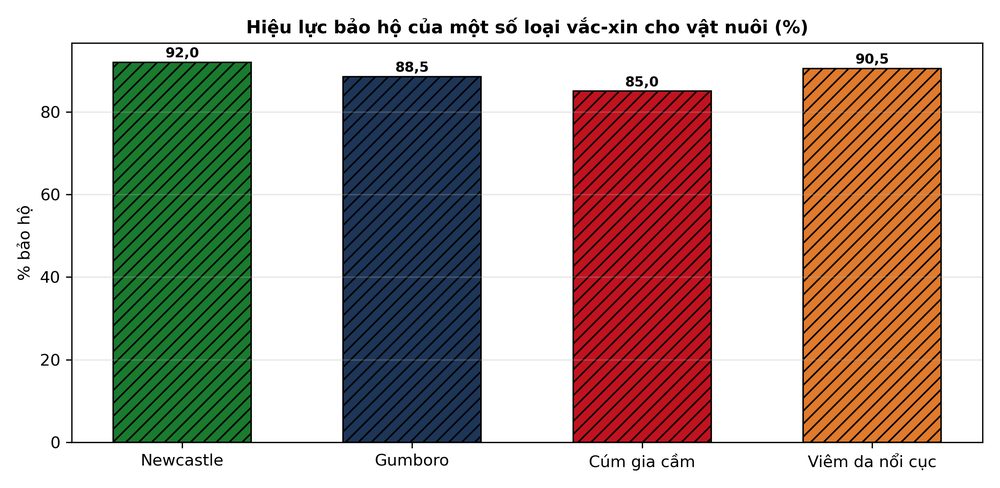 Hiệu lực bảo hộ của một số loại vắc-xin cho vật nuôi (%)
92,0
88,5
85,0
90,5
% bảo hộ
80
60
40
20
0
Newcastle
Gumboro
Cúm gia cầm
Viêm da nổi cục